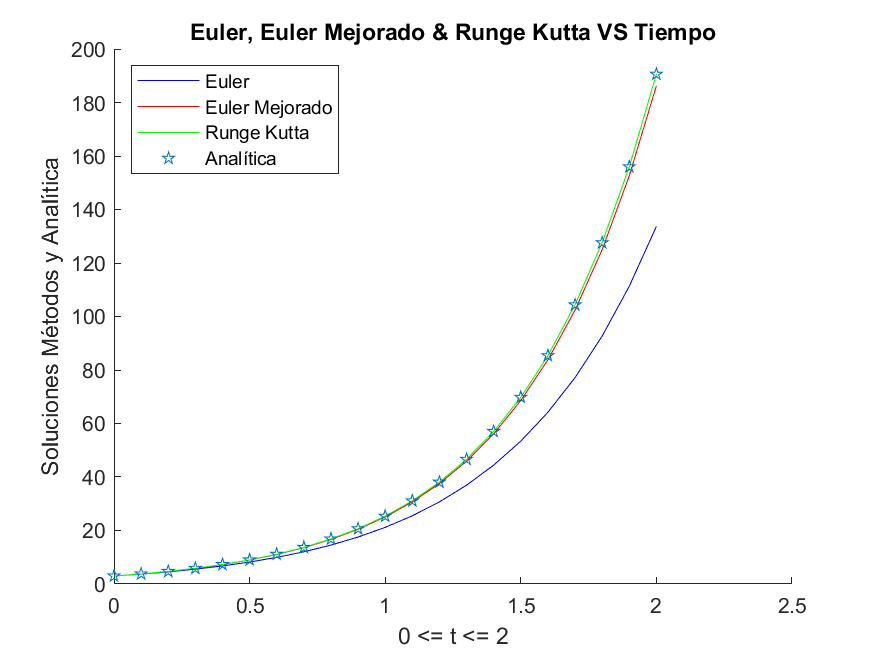 Euler, Euler Mejorado & Runge Kutta VS Tiempo
200
180
160
140
120
100
80
60
40
20
0
Soluciones Métodos y Analítica
Euler
Euler Mejorado
Runge Kutta
Analítica
0
0.5
1
1.5
2
2.5
0 <= t <= 2